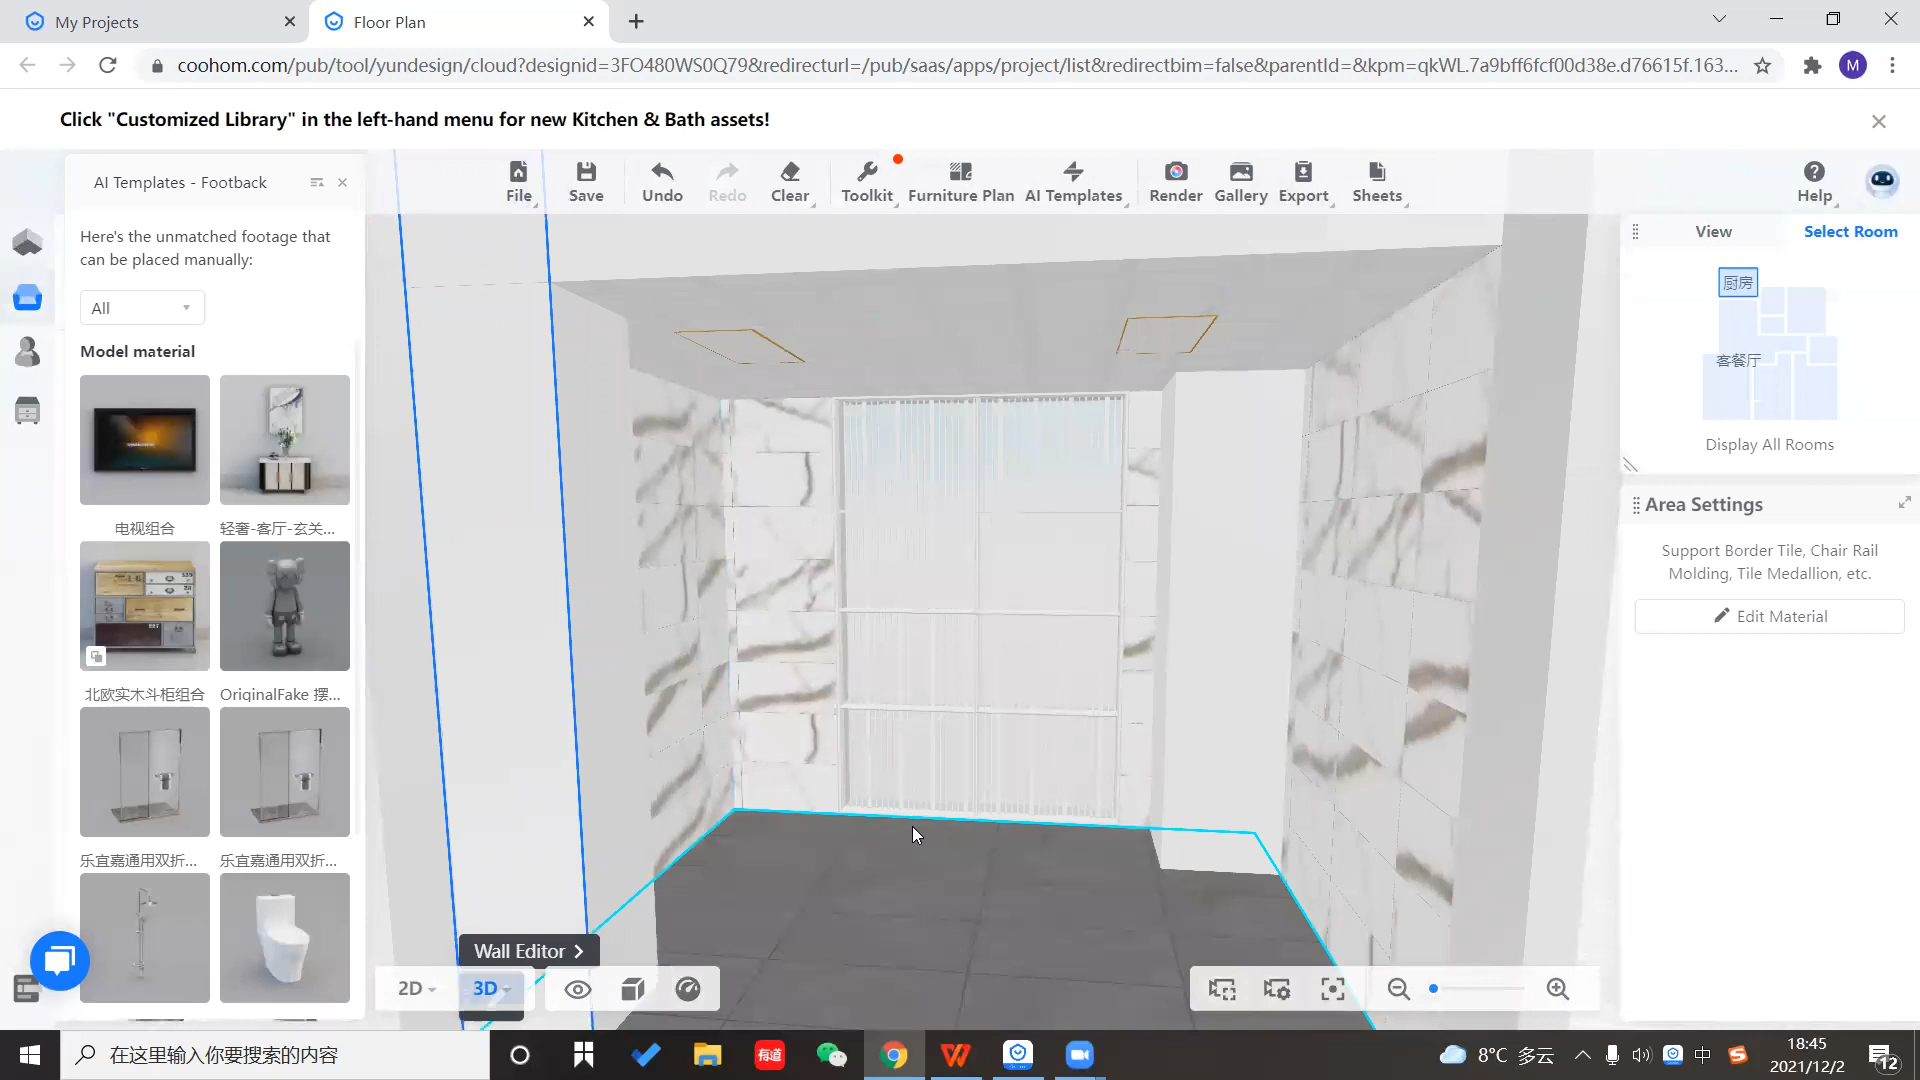 My Projects
Floor Plan
coohom.com/pub/tool/yundesign/cloud?designid=3FO480WS0Q79&redirecturl=/pub/saas/apps/project/list&redirectbim=false&parentId=&kpm=qkWL.7a9bff6fcf00d38e.d76615f.163...
M
Click "Customized Library" in the left-hand menu for new Kitchen & Bath assets!
AI Templates - Footback
File
Save
Undo
Redo
Clear
Toolkit
Furniture Plan
AI Templates
Render
Gallery
Export
Sheets
Help
Here's the unmatched footage that
can be placed manually:
All
Model material
电视组合
轻奢-客厅-玄关...
北欧实木斗柜组合
OriginalFake 摆...
乐宜嘉通用双折...
乐宜嘉通用双折...
View
Select Room
厨房
客餐厅
Display All Rooms
Area Settings
Support Border Tile, Chair Rail
Molding, Tile Medallion, etc.
Edit Material
Wall Editor
2D
3D
在这里输入你要搜索的内容
有道
8°C 多云
中
18:45
2021/12/2
12